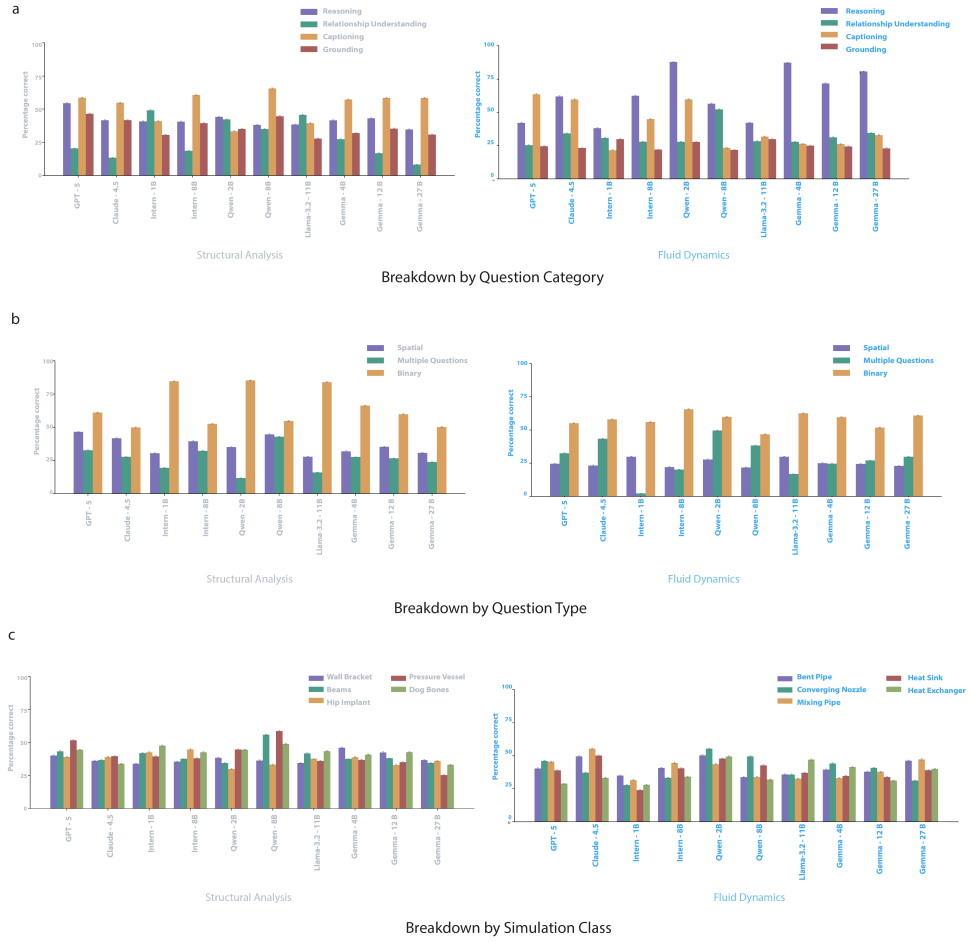 a
Reasoning
Relationship Understanding
Captioning
Grounding
Percentage correct
100
75
50
25
0
GPT - 5
Claude - 4.5
Intern - 1B
Intern - 8B
Qwen - 2B
Qwen - 8B
Llama-3.2 - 11B
Gemma - 4B
Gemma - 12 B
Gemma - 27 B
Structural Analysis
Reasoning
Relationship Understanding
Captioning
Grounding
Percentage correct
100
75
50
25
0
GPT - 5
Claude - 4.5
Intern - 1B
Intern - 8B
Qwen - 2B
Qwen - 8B
Llama-3.2 - 11B
Gemma - 4B
Gemma - 12 B
Gemma - 27 B
Fluid Dynamics
Breakdown by Question Category
b
Spatial
Multiple Questions
Binary
Percentage correct
100
75
50
25
0
GPT - 5
Claude - 4.5
Intern - 1B
Intern - 8B
Qwen - 2B
Qwen - 8B
Llama-3.2 - 11B
Gemma - 4B
Gemma - 12 B
Gemma - 27 B
Structural Analysis
Spatial
Multiple Questions
Binary
Percentage correct
100
75
50
25
0
GPT - 5
Claude - 4.5
Intern - 1B
Intern - 8B
Qwen - 2B
Qwen - 8B
Llama-3.2 - 11B
Gemma - 4B
Gemma - 12 B
Gemma - 27 B
Fluid Dynamics
Breakdown by Question Type
c
Wall Bracket
Beams
Hip Implant
Pressure Vessel
Dog Bones
Percentage correct
100
75
50
25
0
GPT - 5
Claude - 4.5
Intern - 1B
Intern - 8B
Qwen - 2B
Qwen - 8B
Llama-3.2 - 11B
Gemma - 4B
Gemma - 12 B
Gemma - 27 B
Structural Analysis
Bent Pipe
Converging Nozzle
Mixing Pipe
Heat Sink
Heat Exchanger
Percentage correct
100
75
50
25
0
GPT - 5
Claude - 4.5
Intern - 1B
Intern - 8B
Qwen - 2B
Qwen - 8B
Llama-3.2 - 11B
Gemma - 4B
Gemma - 12 B
Gemma - 27 B
Fluid Dynamics
Breakdown by Simulation Class